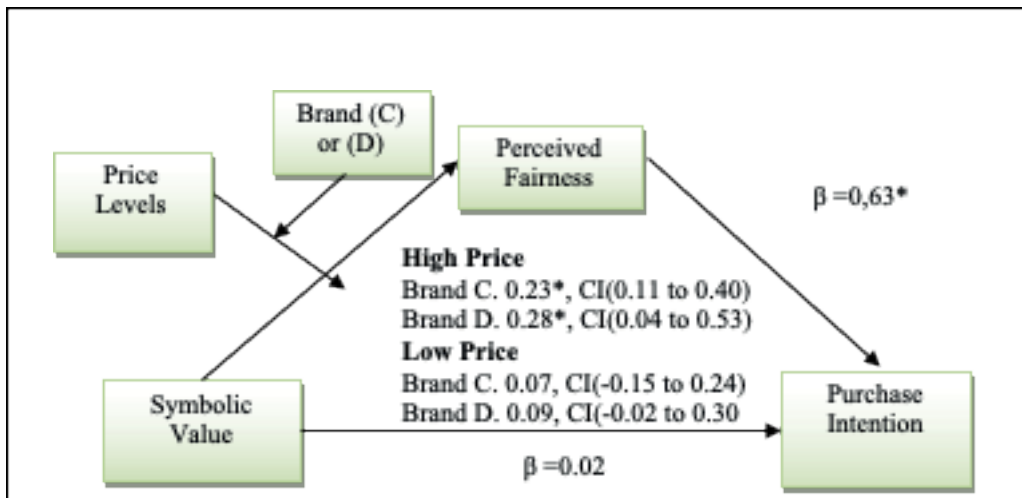 Brand (C)
or (D)
Price
Levels
Perceived
Fairness
β =0,63*
High Price
Brand C. 0.23*, CI(0.11 to 0.40)
Brand D. 0.28*, CI(0.04 to 0.53)
Low Price
Brand C. 0.07, CI(-0.15 to 0.24)
Brand D. 0.09, CI(-0.02 to 0.30
Symbolic
Value
Purchase
Intention
β =0.02